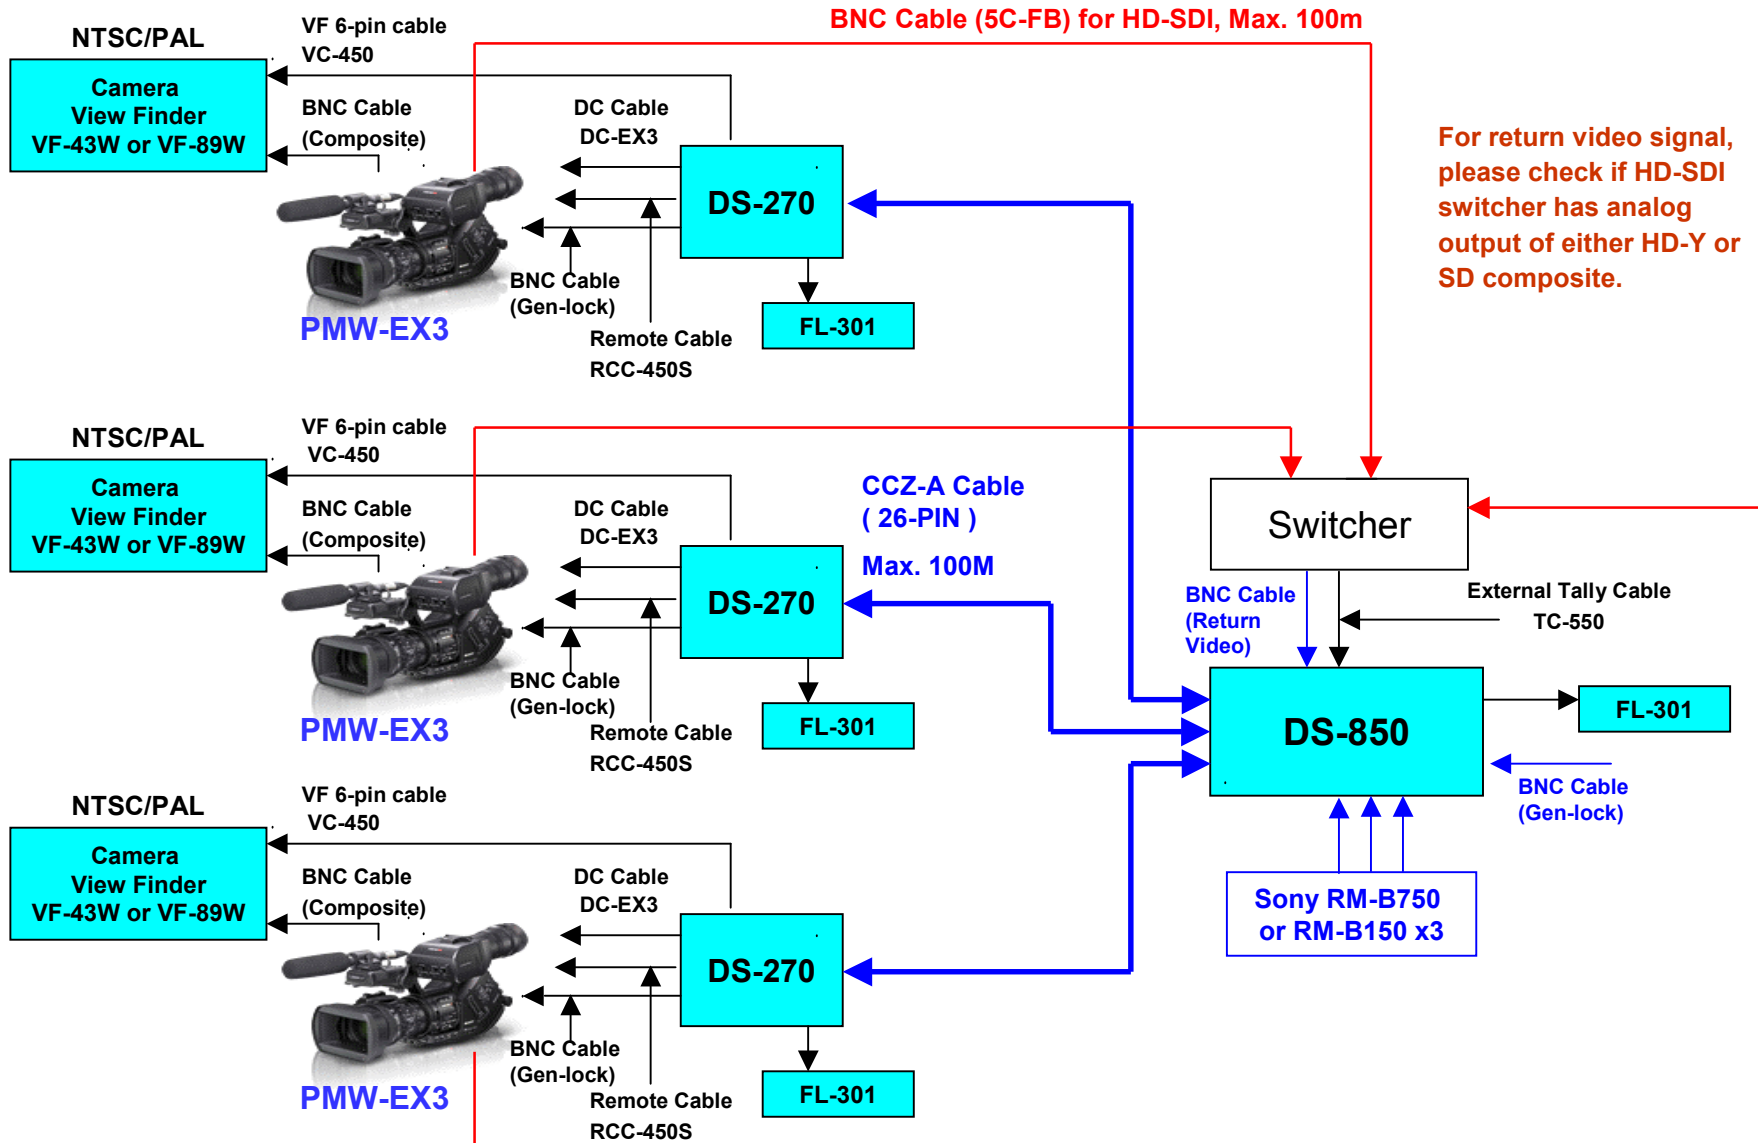 BNC Cable (5C-FB) for HD-SDI, Max. 100m
NTSC/PAL
VF 6-pin cable
VC-450
Camera
View Finder
VF-43W or VF-89W
BNC Cable
(Composite)
DC Cable
DC-EX3
DS-270
BNC Cable
(Gen-lock)
PMW-EX3
Remote Cable
RCC-450S
FL-301
For return video signal,
please check if HD-SDI
switcher has analog
output of either HD-Y or
SD composite.
NTSC/PAL
VF 6-pin cable
VC-450
Camera
View Finder
VF-43W or VF-89W
BNC Cable
(Composite)
DC Cable
DC-EX3
DS-270
BNC Cable
(Gen-lock)
PMW-EX3
Remote Cable
RCC-450S
FL-301
CCZ-A Cable
( 26-PIN )
Max. 100M
Switcher
BNC Cable
(Return
Video)
External Tally Cable
TC-550
DS-850
FL-301
BNC Cable
(Gen-lock)
Sony RM-B750
or RM-B150 x3
NTSC/PAL
VF 6-pin cable
VC-450
Camera
View Finder
VF-43W or VF-89W
BNC Cable
(Composite)
DC Cable
DC-EX3
DS-270
BNC Cable
(Gen-lock)
PMW-EX3
Remote Cable
RCC-450S
FL-301